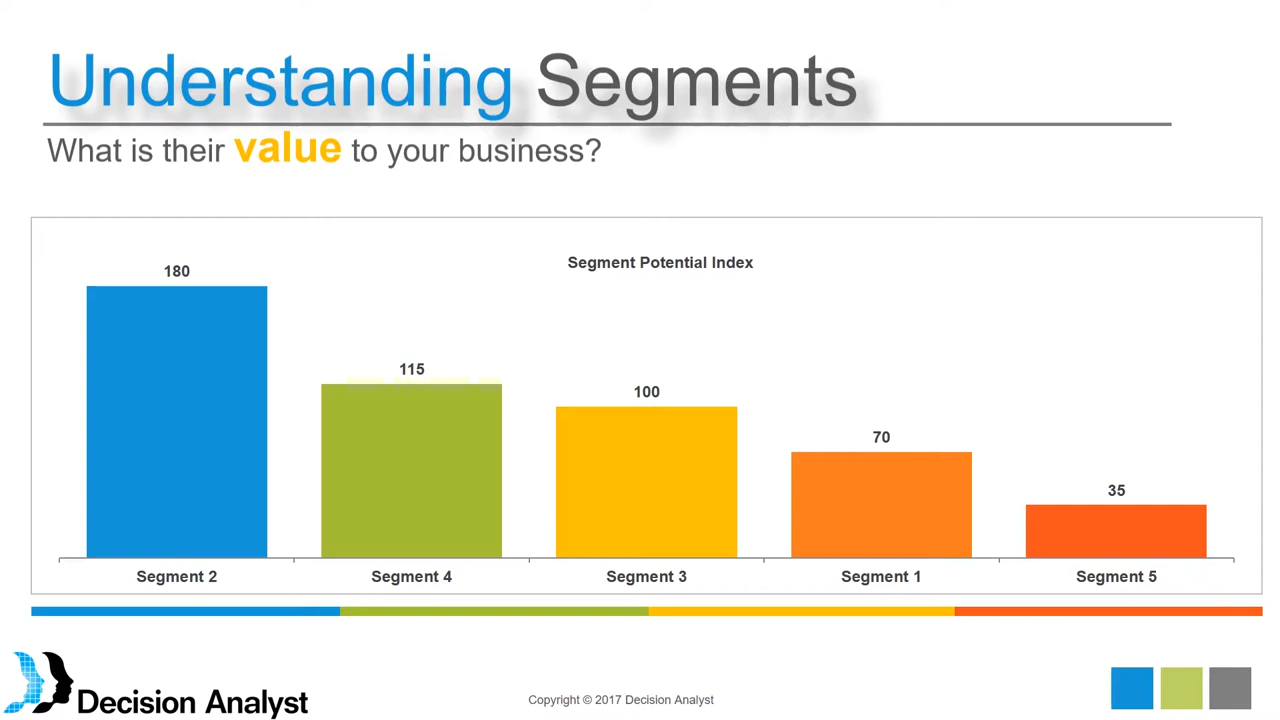 Understanding Segments
What is their value to your business?
Segment Potential Index
180
115
100
70
35
Segment 2
Segment 4
Segment 3
Segment 1
Segment 5
Decision Analyst
Copyright © 2017 Decision Analyst